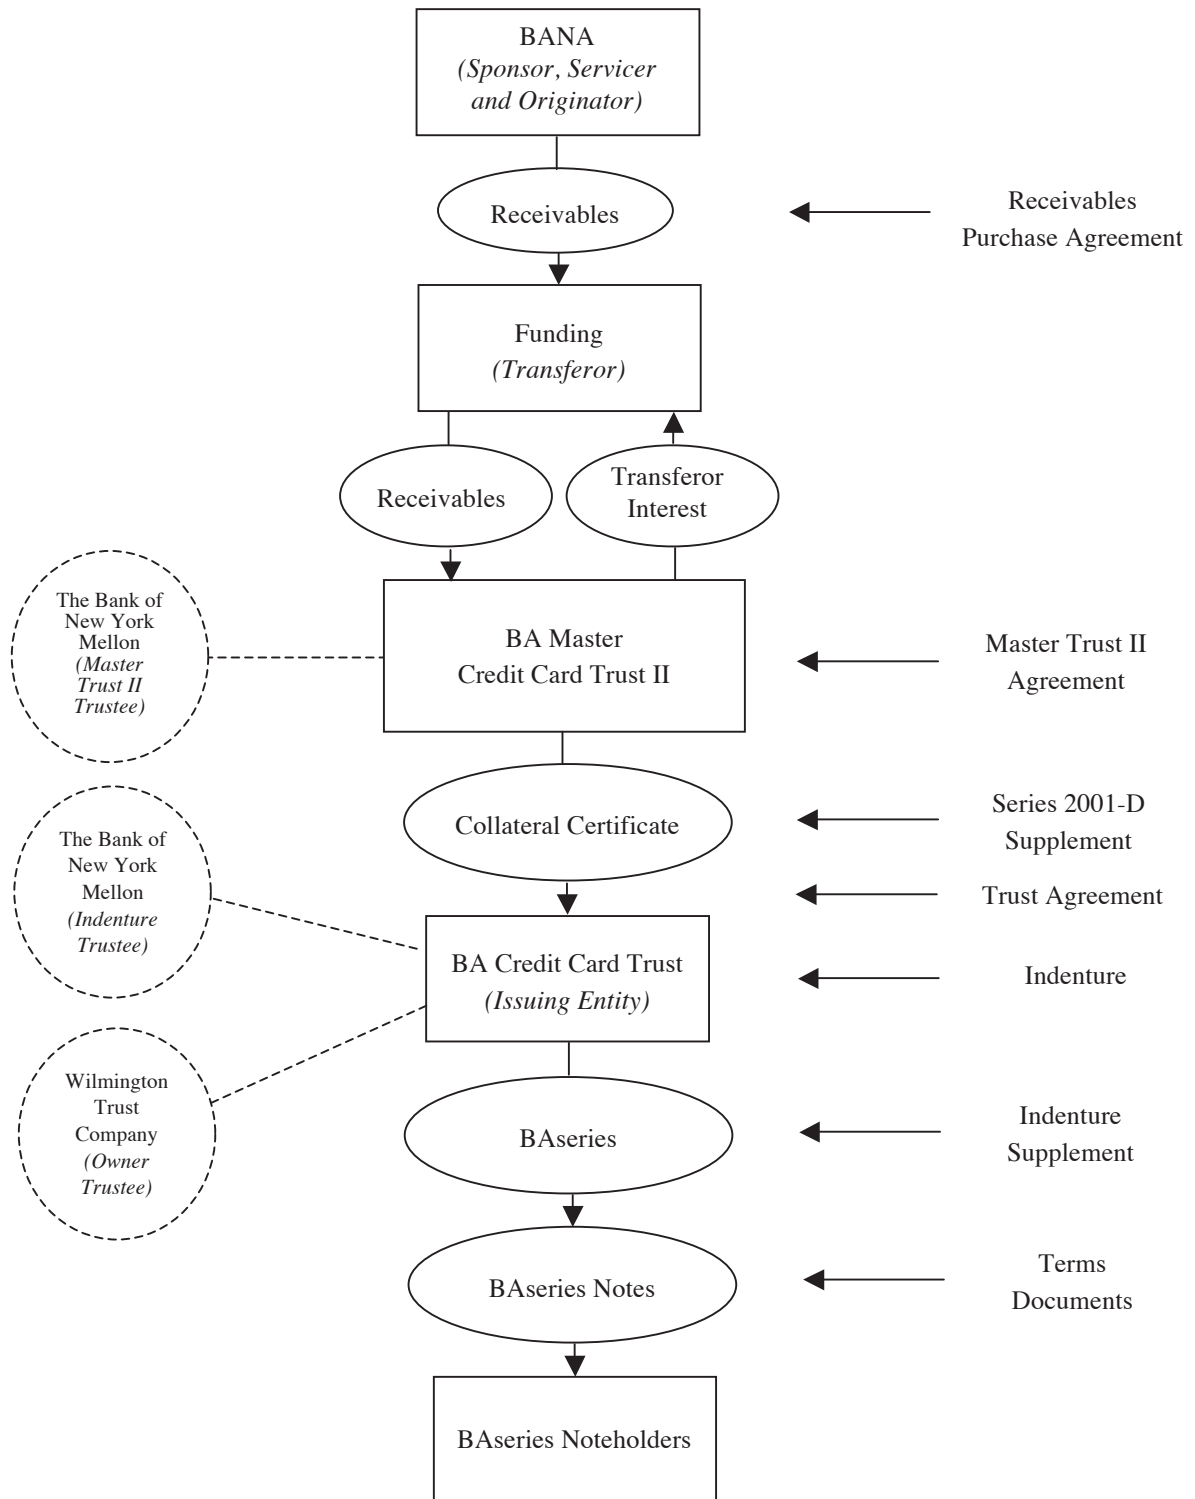 BANA
(Sponsor, Servicer
and Originator)
Receivables
Receivables
Purchase Agreement
Funding
(Transferor)
Receivables
Transferor
Interest
The Bank of
New York
Mellon
(Master
Trust II
Trustee)
BA Master
Credit Card Trust II
Master Trust II
Agreement
Collateral Certificate
Series 2001-D
Supplement
The Bank of
New York
Mellon
(Indenture
Trustee)
Trust Agreement
BA Credit Card Trust
(Issuing Entity)
Indenture
Wilmington
Trust
Company
(Owner
Trustee)
BAseries
Indenture
Supplement
BAseries Notes
Terms
Documents
BAseries Noteholders